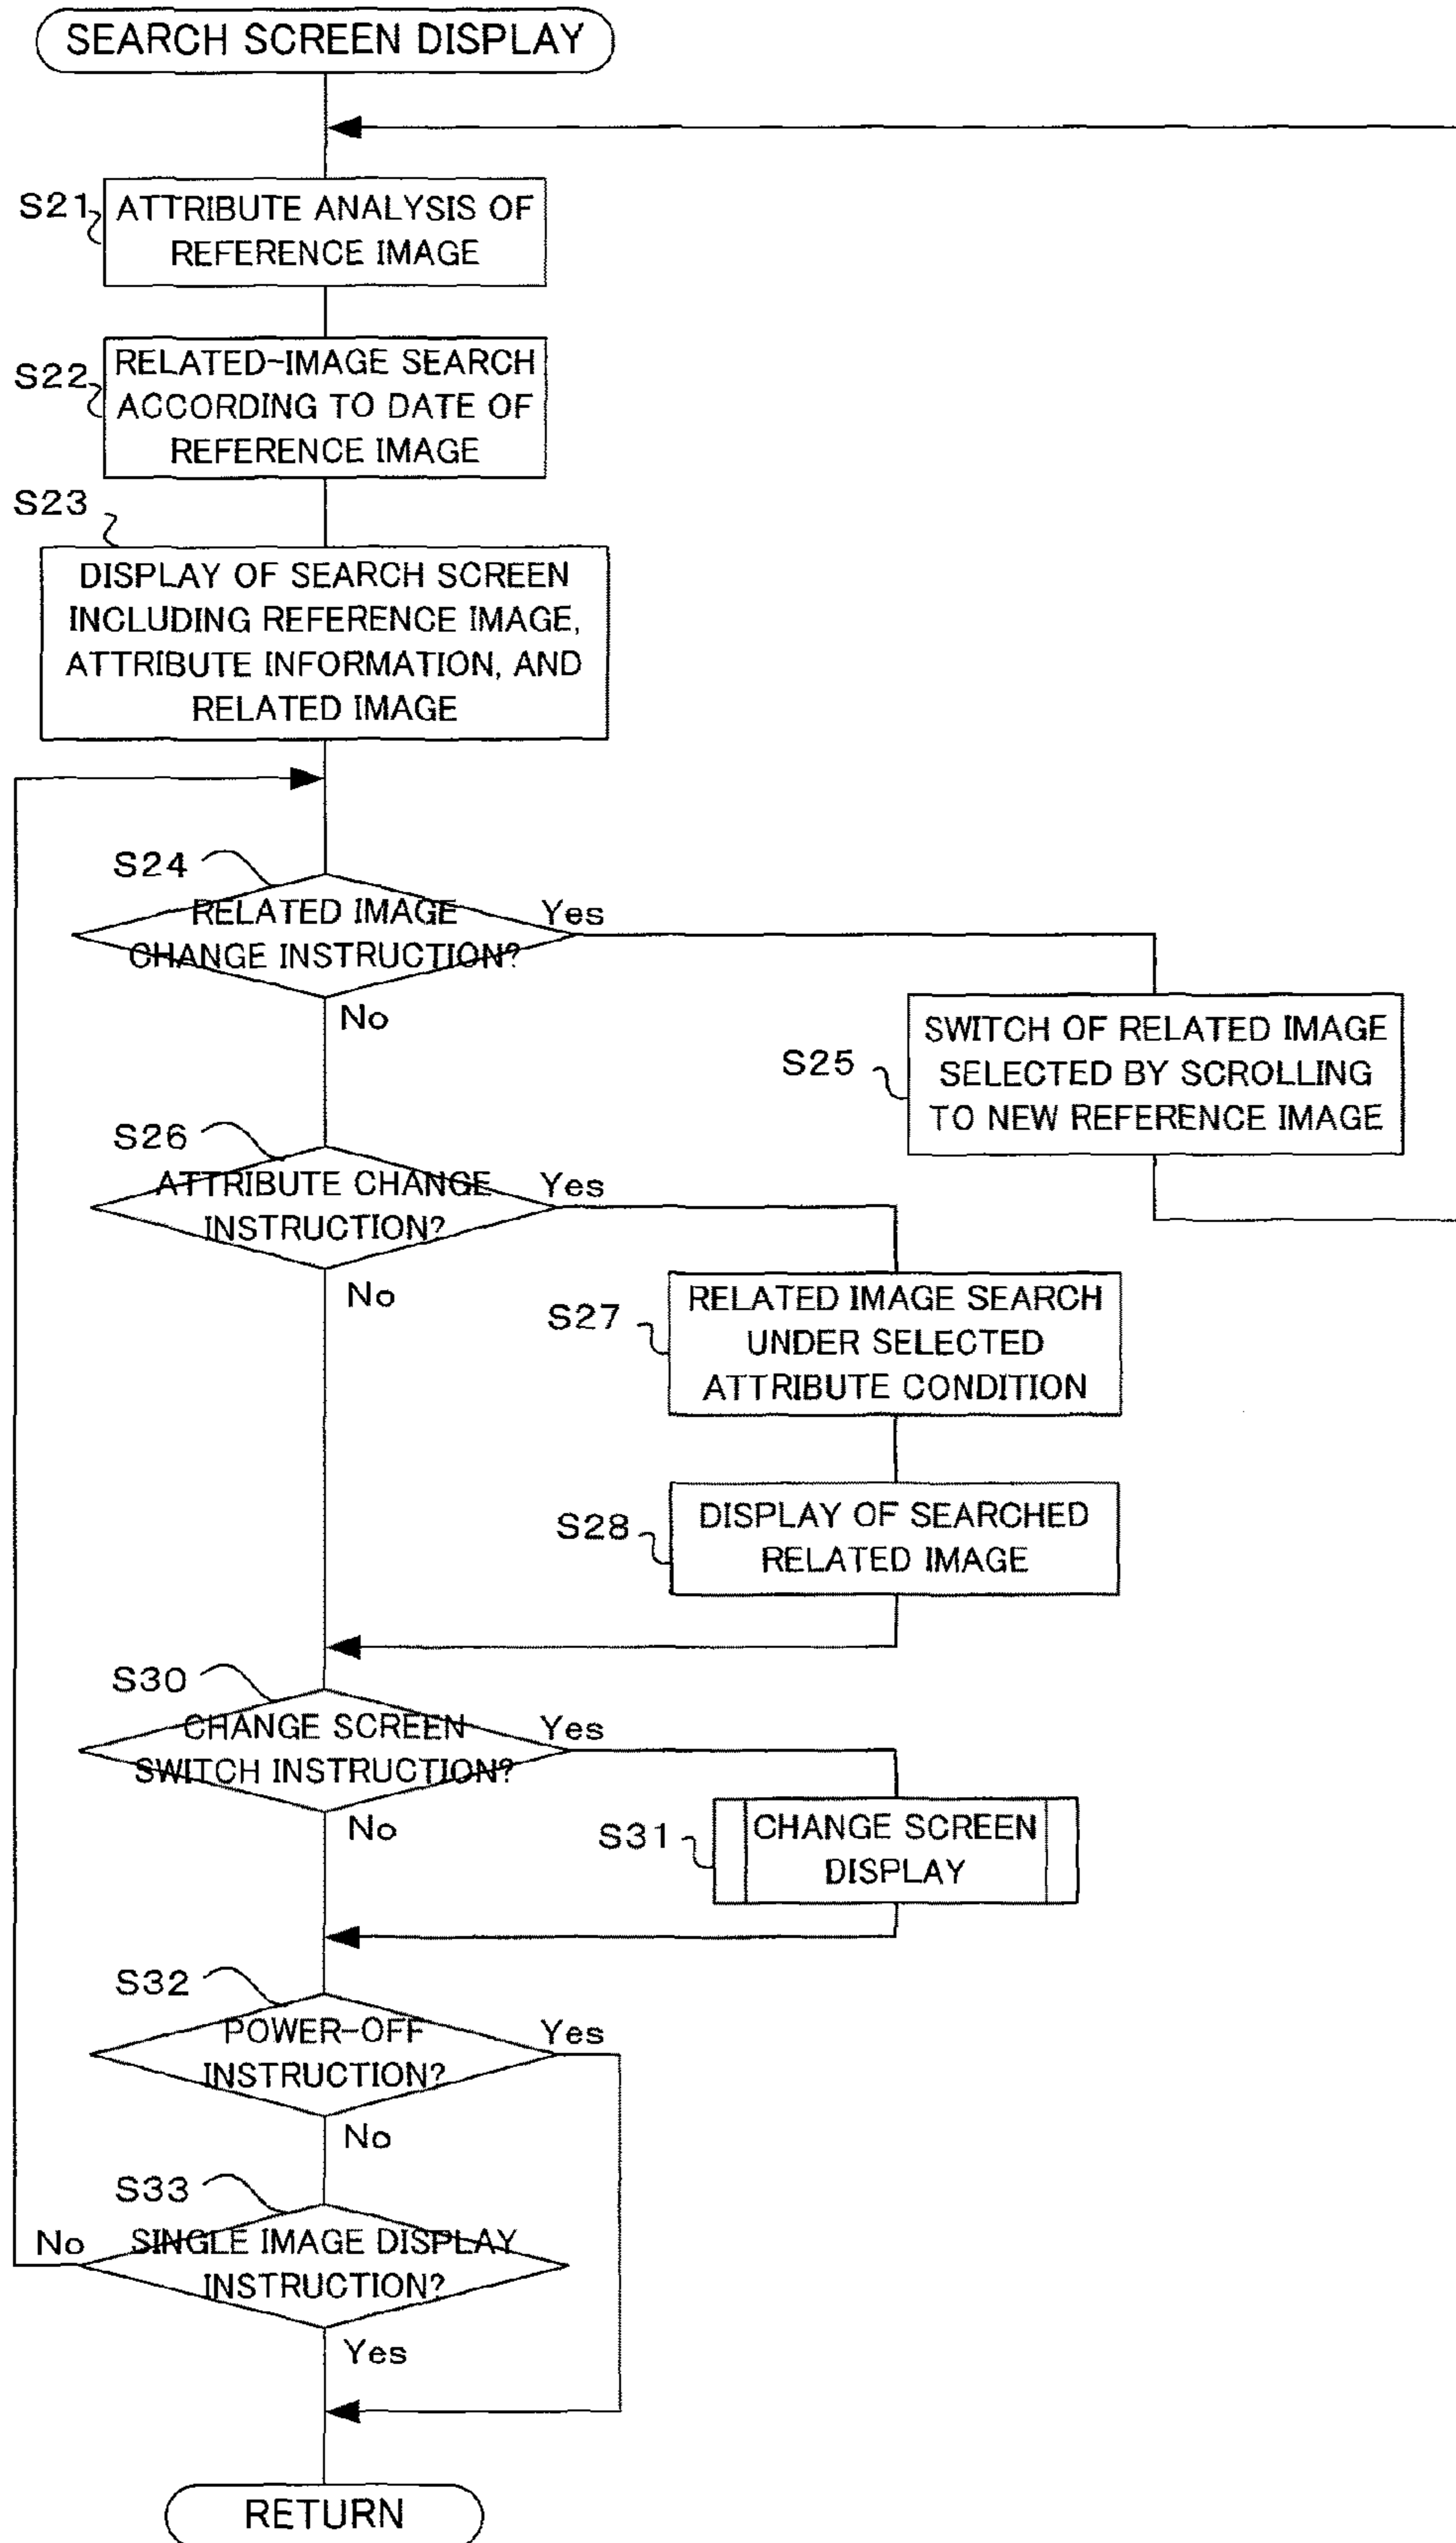 SEARCH SCREEN DISPLAY
S21
ATTRIBUTE ANALYSIS OF
REFERENCE IMAGE
S22
RELATED-IMAGE SEARCH
ACCORDING TO DATE OF
REFERENCE IMAGE
S23
DISPLAY OF SEARCH SCREEN
INCLUDING REFERENCE IMAGE,
ATTRIBUTE INFORMATION, AND
RELATED IMAGE
S24
RELATED IMAGE
CHANGE INSTRUCTION?
Yes
No
S25
SWITCH OF RELATED IMAGE
SELECTED BY SCROLLING
TO NEW REFERENCE IMAGE
S26
ATTRIBUTE CHANGE
INSTRUCTION?
Yes
No
S27
RELATED IMAGE SEARCH
UNDER SELECTED
ATTRIBUTE CONDITION
S28
DISPLAY OF SEARCHED
RELATED IMAGE
S30
CHANGE SCREEN
SWITCH INSTRUCTION?
Yes
No
S31
CHANGE SCREEN
DISPLAY
S32
POWER-OFF
INSTRUCTION?
Yes
No
S33
SINGLE IMAGE DISPLAY
INSTRUCTION?
No
Yes
RETURN